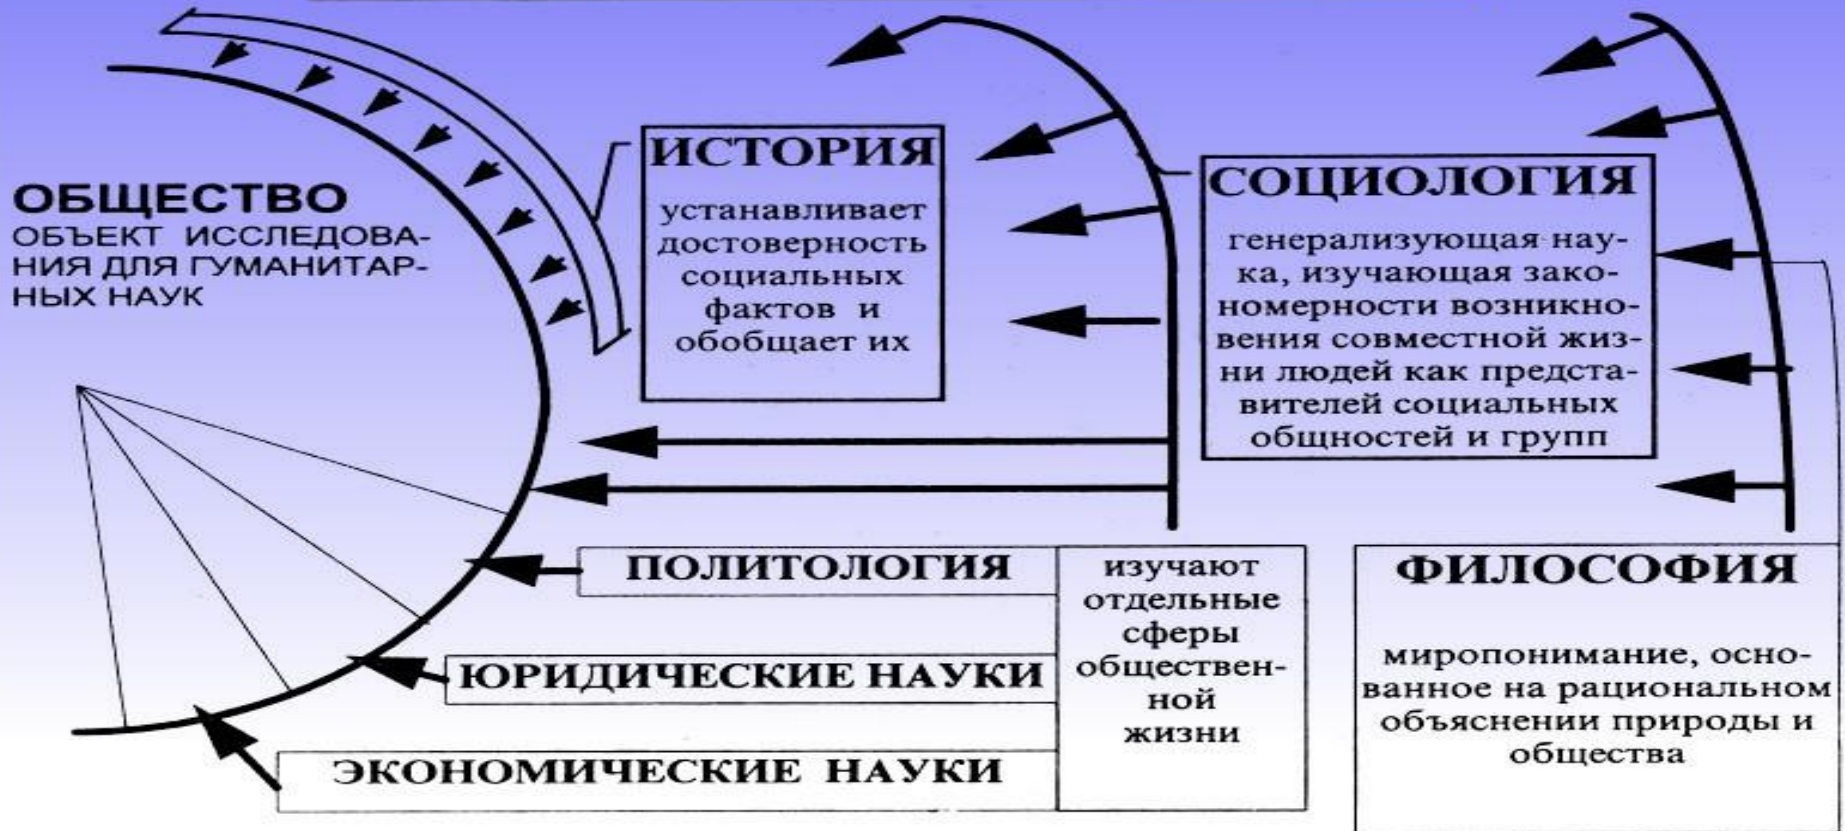 ОБЩЕСТВО
ОБЪЕКТ ИССЛЕДОВА-
НИЯ ДЛЯ ГУМАНИТАР-
НЫХ НАУК
ИСТОРИЯ
устанавливает
достоверность
социальных
фактов и
обобщает их
СОЦИОЛОГИЯ
генерализующая нау-
ка, изучающая зако-
номерности возникно-
вения совместной жиз-
ни людей как предста-
вителей социальных
общностей и групп
ПОЛИТОЛОГИЯ
ЮРИДИЧЕСКИЕ НАУКИ
ЭКОНОМИЧЕСКИЕ НАУКИ
изучают
отдельные
сферы
обществен-
ной
жизни
ФИЛОСОФИЯ
миропонимание, осно-
ванное на рациональном
объяснении природы и
общества